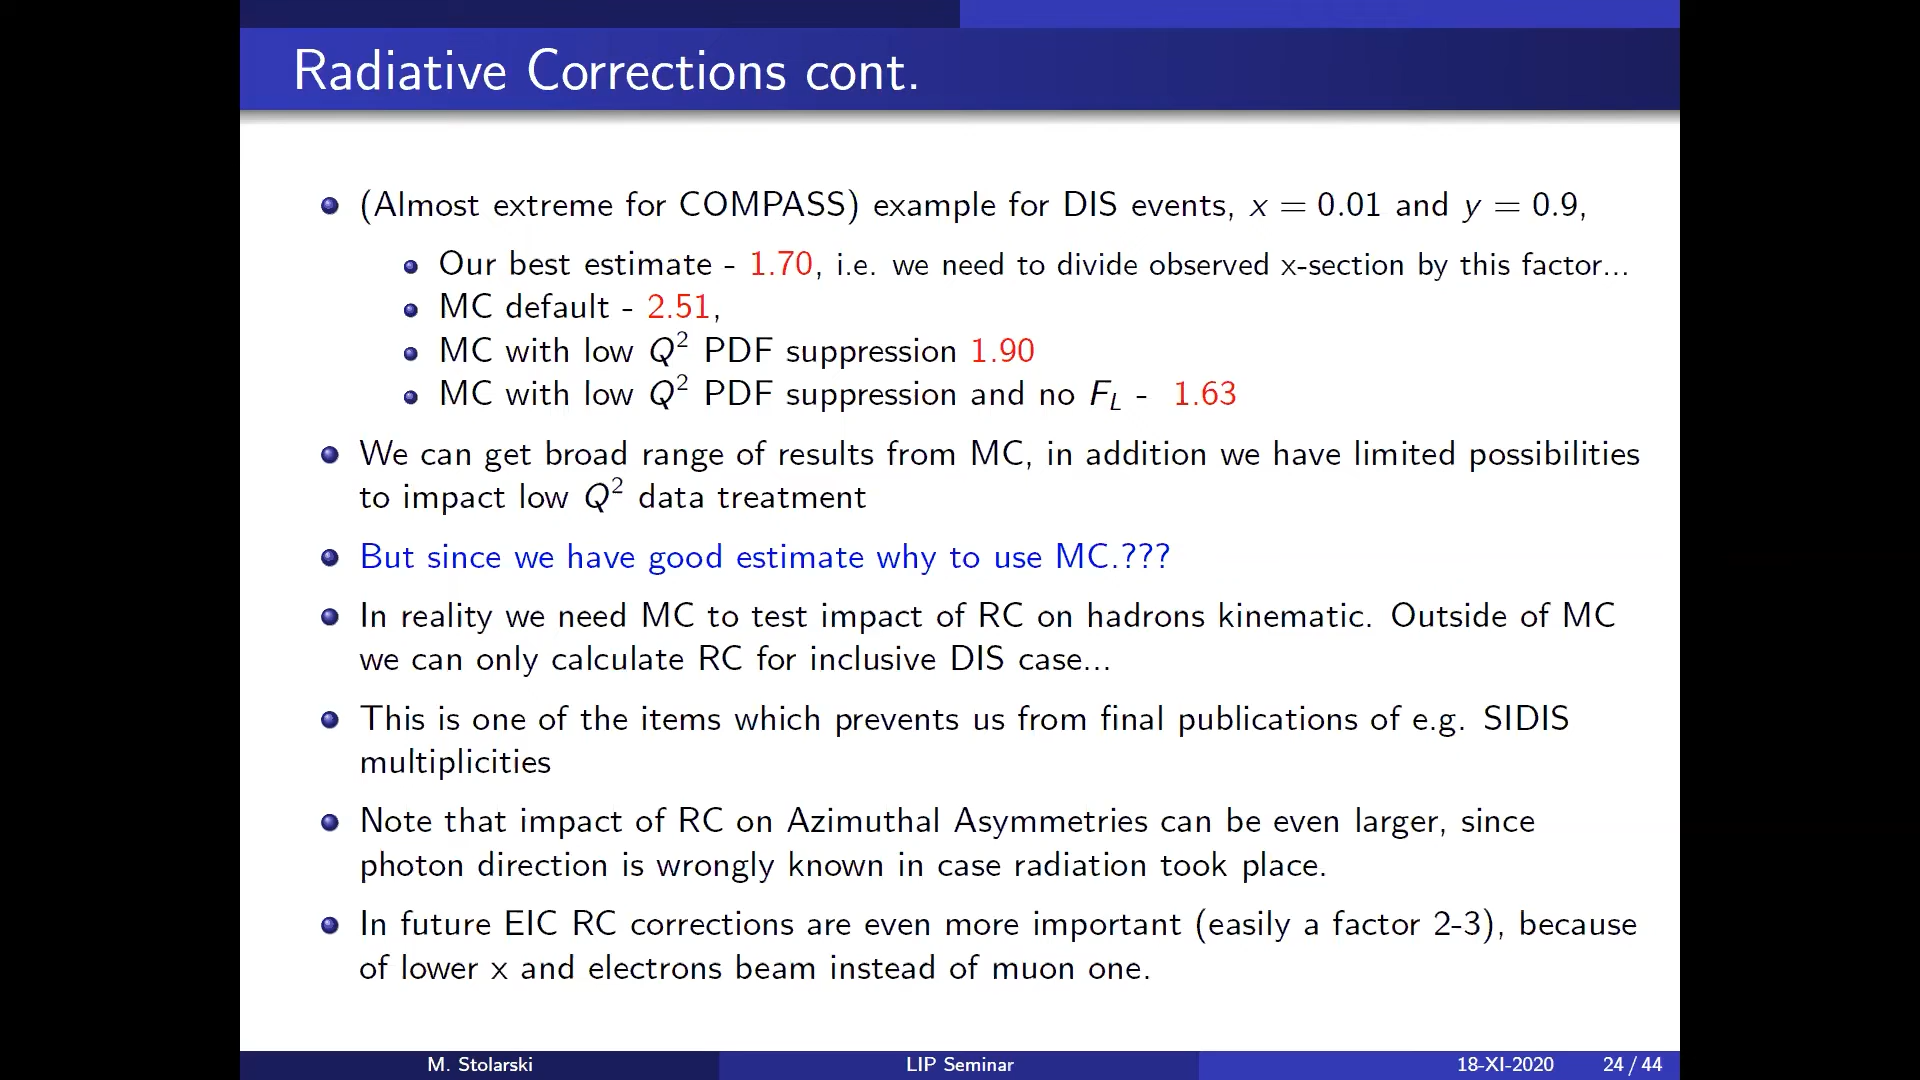 Radiative Corrections cont.
(Almost extreme for COMPASS) example for DIS events, x = 0.01 and y = 0.9,
Our best estimate - 1.70, i.e. we need to divide observed x-section by this factor...
MC default - 2.51,
MC with low Q² PDF suppression 1.90
MC with low Q² PDF suppression and no F_L - 1.63
We can get broad range of results from MC, in addition we have limited possibilities
to impact low Q² data treatment
But since we have good estimate why to use MC.???
In reality we need MC to test impact of RC on hadrons kinematic. Outside of MC
we can only calculate RC for inclusive DIS case...
This is one of the items which prevents us from final publications of e.g. SIDIS
multiplicities
Note that impact of RC on Azimuthal Asymmetries can be even larger, since
photon direction is wrongly known in case radiation took place.
In future EIC RC corrections are even more important (easily a factor 2-3), because
of lower x and electrons beam instead of muon one.
M. Stolarski LIP Seminar 18-XI-2020 24 / 44